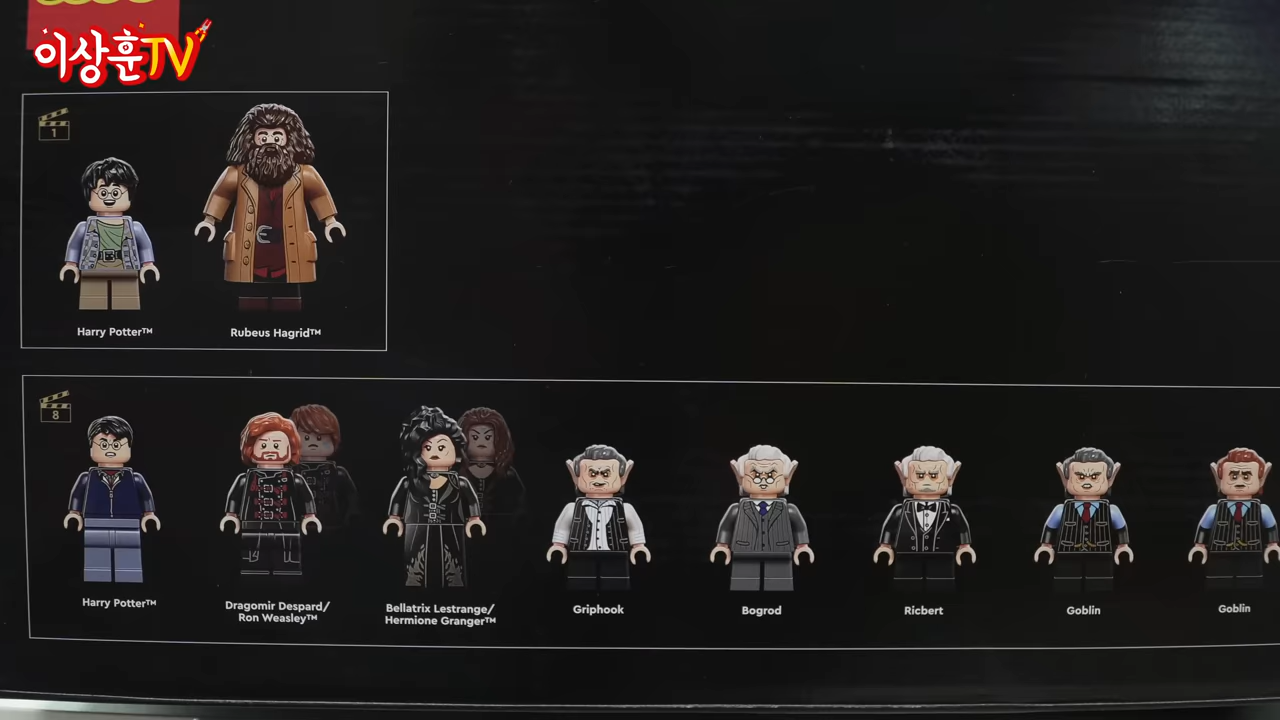 이상훈TV
1
Harry Potter™
Rubeus Hagrid™
8
Harry Potter™
Dragomir Despard/
Ron Weasley™
Bellatrix Lestrange/
Hermione Granger™
Griphook
Bogrod
Ricbert
Goblin
Goblin